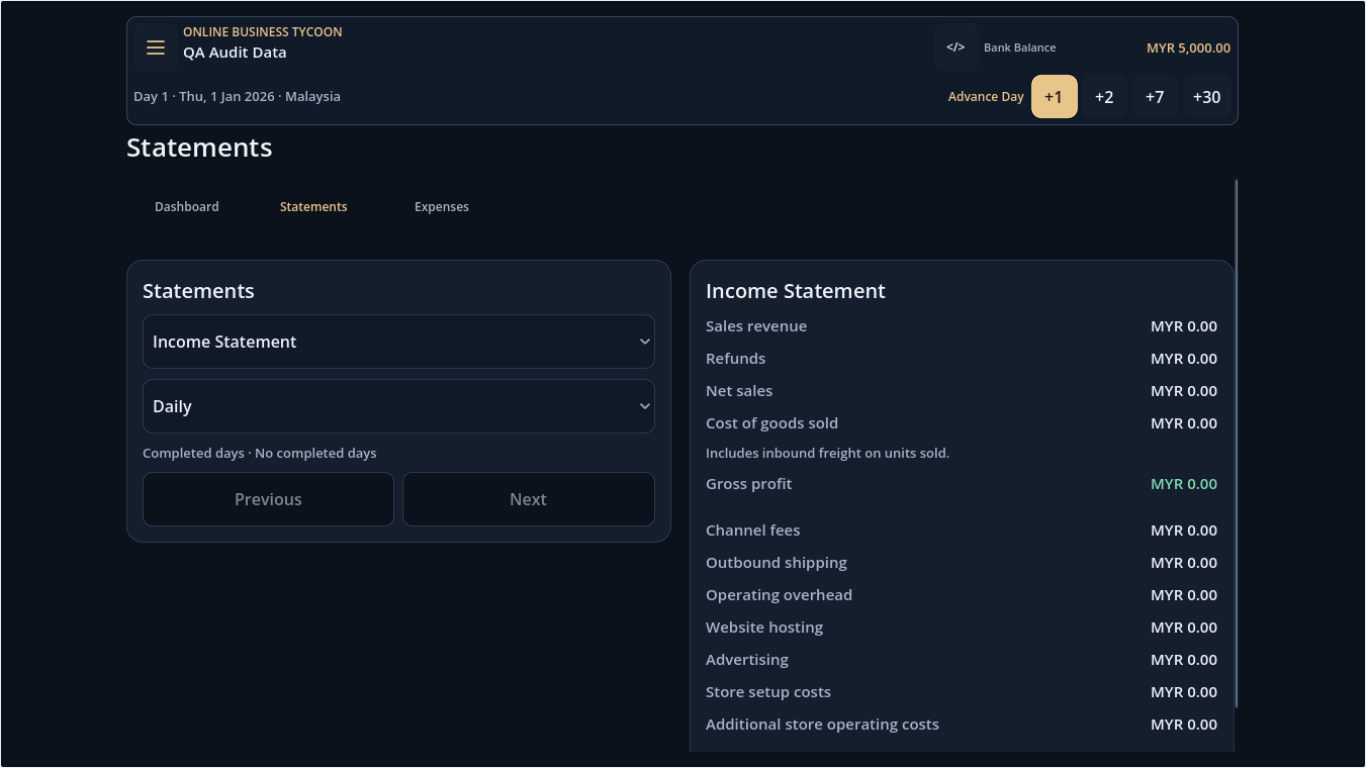 ONLINE BUSINESS TYCOON
QA Audit Data
</> Bank Balance MYR 5,000.00
Day 1 · Thu, 1 Jan 2026 · Malaysia
Advance Day +1 +2 +7 +30
Statements
Dashboard Statements Expenses
Statements
Income Statement
Daily
Completed days · No completed days
Previous Next
Income Statement
Sales revenue MYR 0.00
Refunds MYR 0.00
Net sales MYR 0.00
Cost of goods sold MYR 0.00
Includes inbound freight on units sold.
Gross profit MYR 0.00
Channel fees MYR 0.00
Outbound shipping MYR 0.00
Operating overhead MYR 0.00
Website hosting MYR 0.00
Advertising MYR 0.00
Store setup costs MYR 0.00
Additional store operating costs MYR 0.00